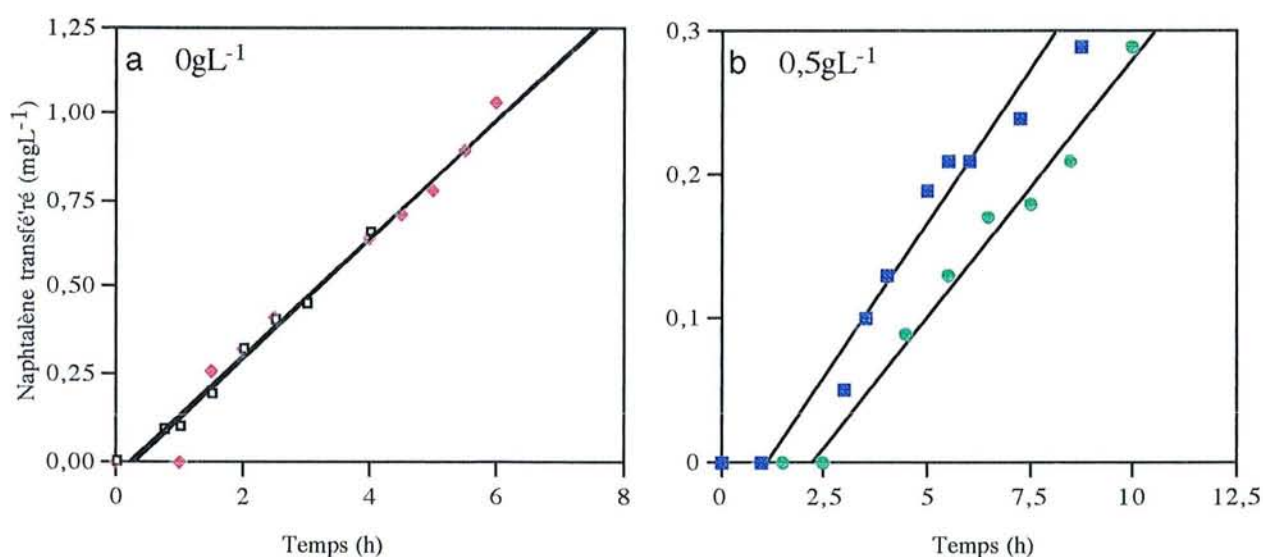 a 0gL-1
Naphtalène transfé'ré (mgL-1)
1,25
1,00
0,75
0,50
0,25
0,00
0 2 4 6 8
Temps (h)
b 0,5gL-1
0,3
0,2
0,1
0
0 2,5 5 7,5 10 12,5
Temps (h)